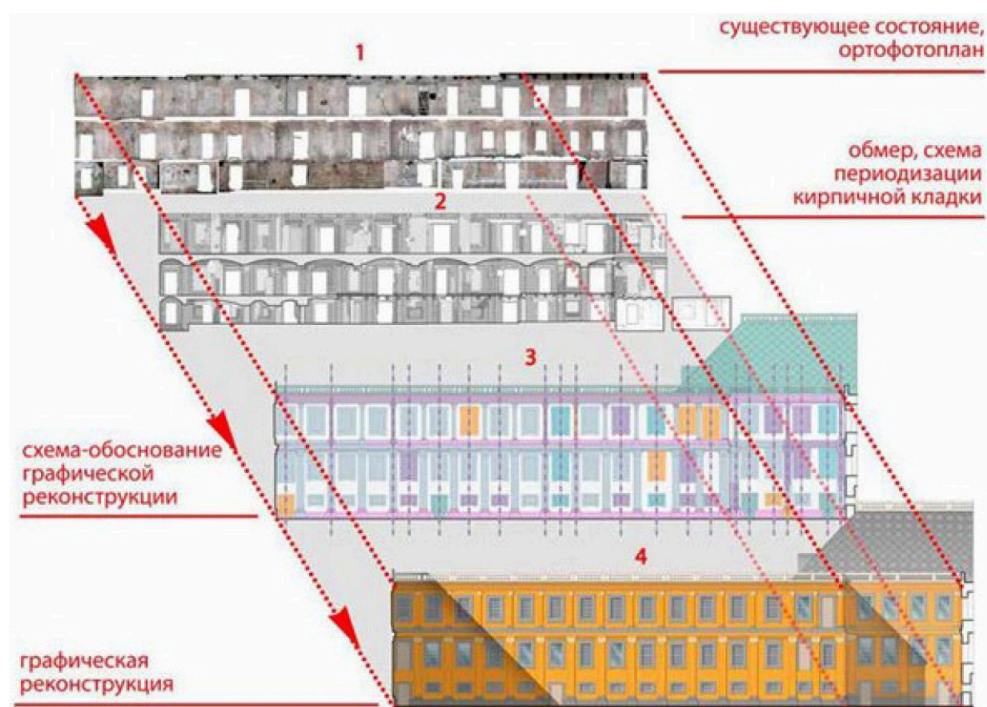 существующее состояние,
ортофотоплан
1
обмер, схема
периодизации
кирпичной кладки
2
3
схема-обоснование
графической
реконструкции
4
графическая
реконструкция